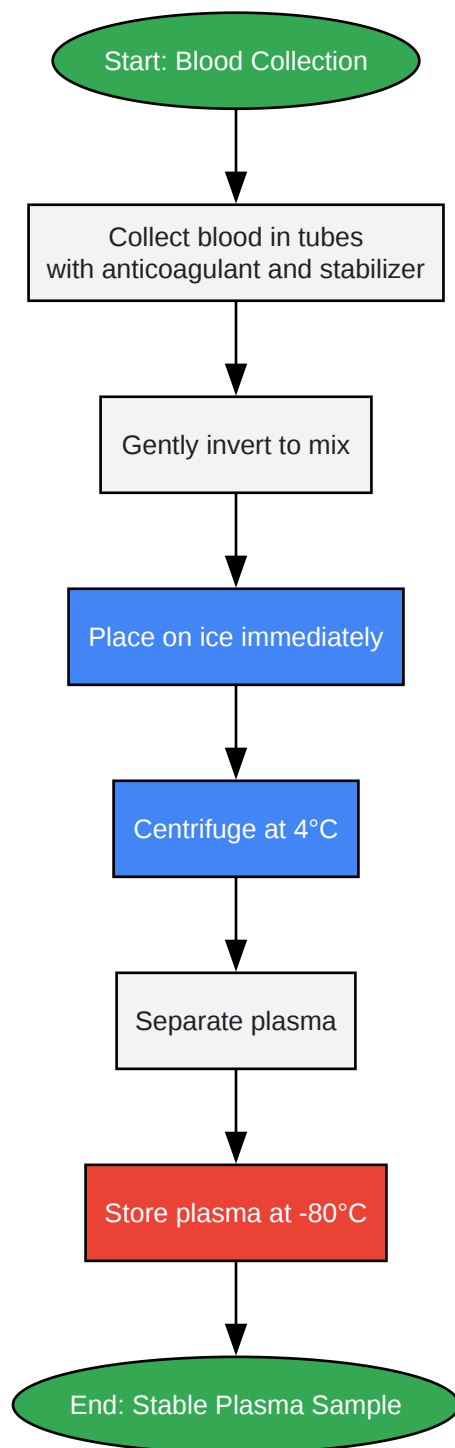 Start: Blood Collection
Collect blood in tubes
with anticoagulant and stabilizer
Gently invert to mix
Place on ice immediately
Centrifuge at 4°C
Separate plasma
Store plasma at -80°C
End: Stable Plasma Sample